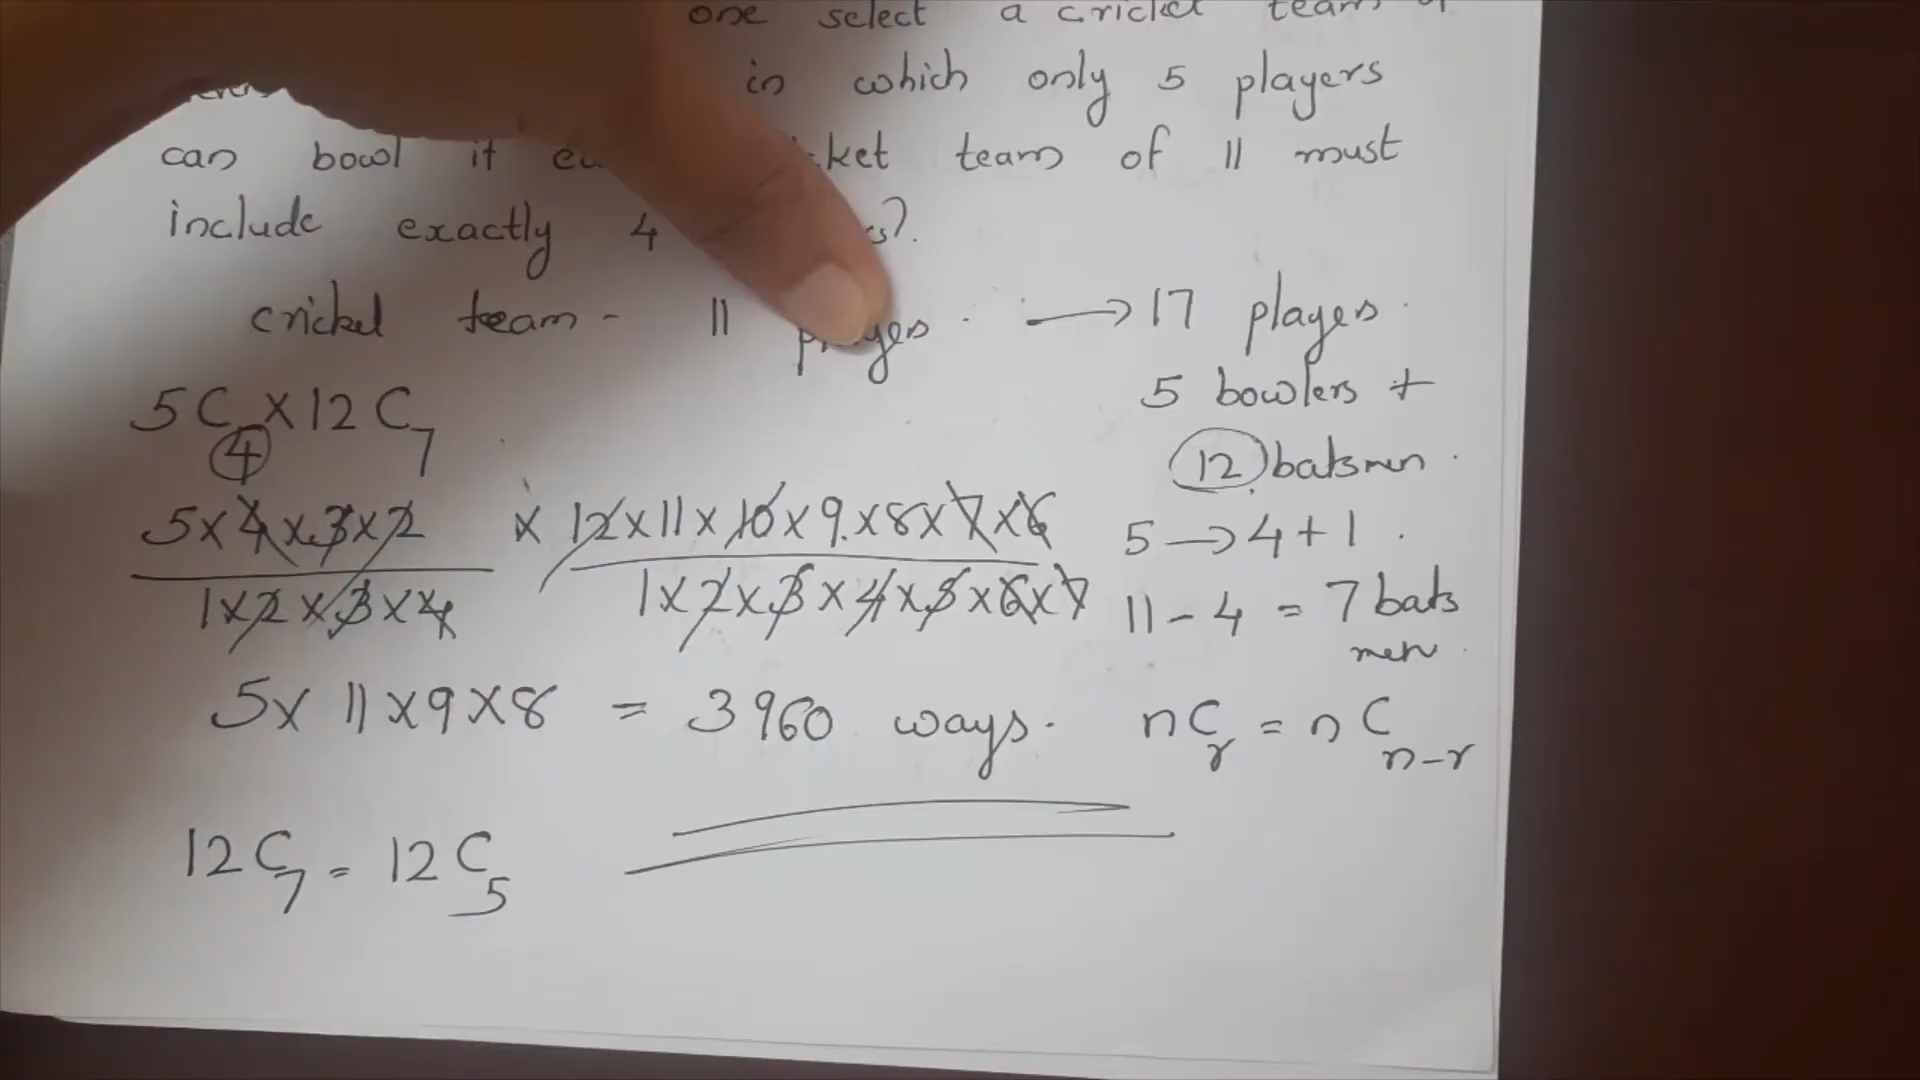 one select a cricket team
in which only 5 players
can bowl if team of 11 must
include exactly 4
cricket team - 11 → 17 players.
5C4 × 12C7
5 bowlers +
12 batsmen.
5 × 4 × 3 × 2 × 12 × 11 × 10 × 9 × 8 × 7 × 6
1 × 2 × 3 × 4 1 × 2 × 3 × 4 × 5 × 6 × 7
5 → 4 + 1.
11 - 4 = 7 bats
men.
5 × 11 × 9 × 8 = 3960 ways.
nCr = nCn-r
12C7 = 12C5